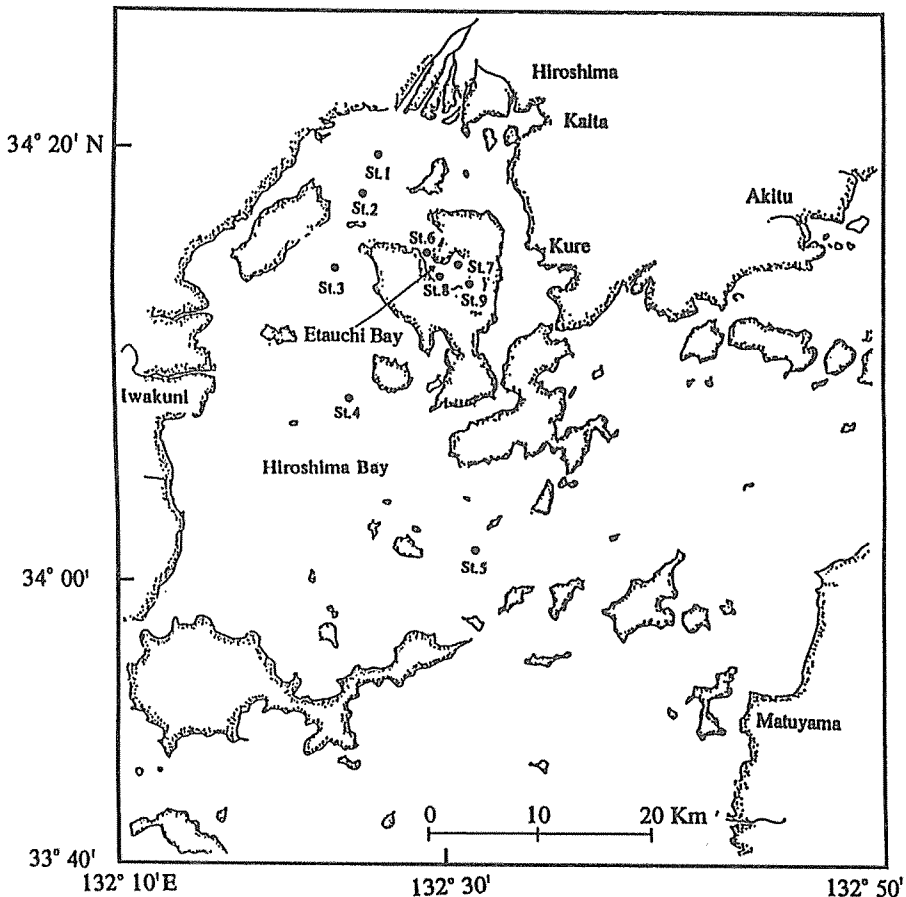 Hiroshima
Kaita
34° 20' N
St.1
St.2
Akitu
St.6
Kure
St.7
St.3
St.8
St.9
Etauchi Bay
Iwakuni
St.4
Hiroshima Bay
St.5
34° 00'
Matuyama
0 10 20 Km
33° 40'
132° 10'E 132° 30' 132° 50'